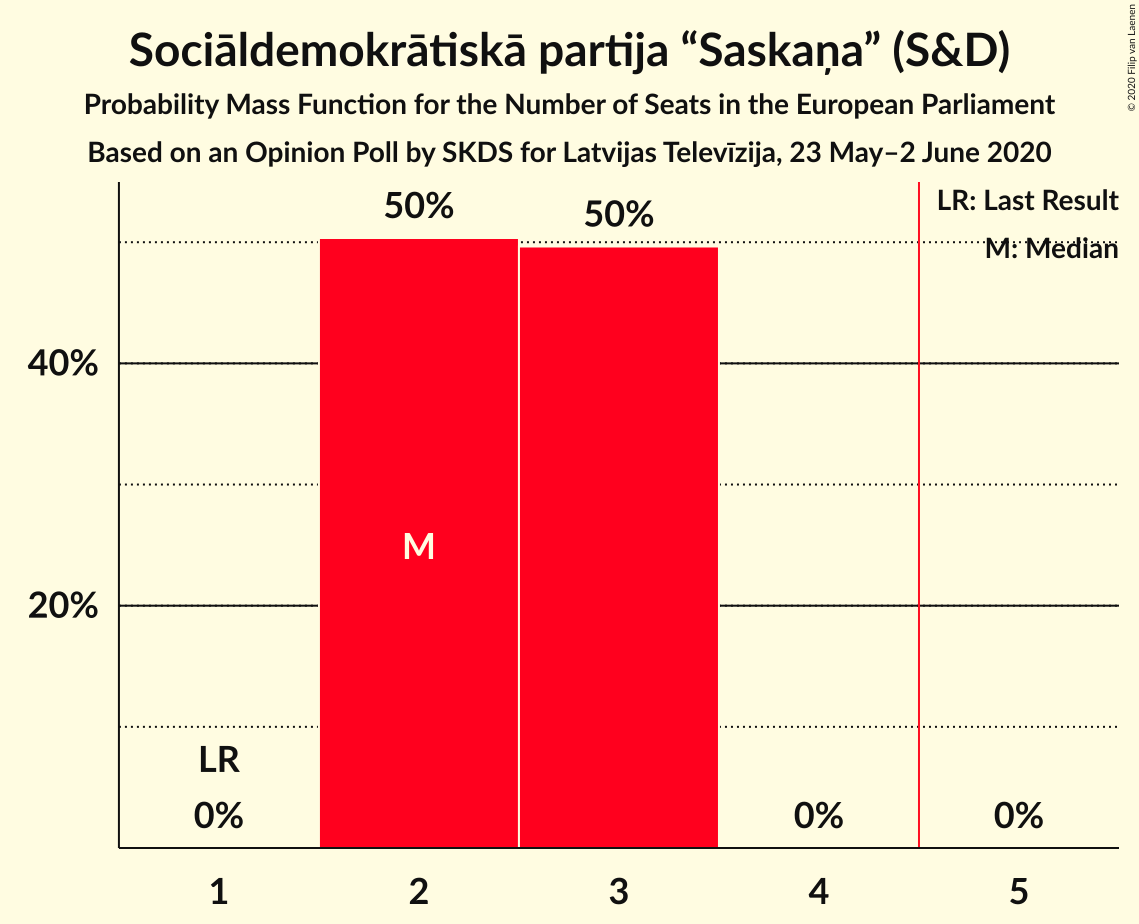 Sociāldemokrātiskā partija “Saskaņa” (S&D)
Probability Mass Function for the Number of Seats in the European Parliament
Based on an Opinion Poll by SKDS for Latvijas Televīzija, 23 May–2 June 2020
© 2020 Filip van Laenen
LR: Last Result
M: Median
50%
50%
40%
20%
M
LR
0%
0%
0%
1
2
3
4
5